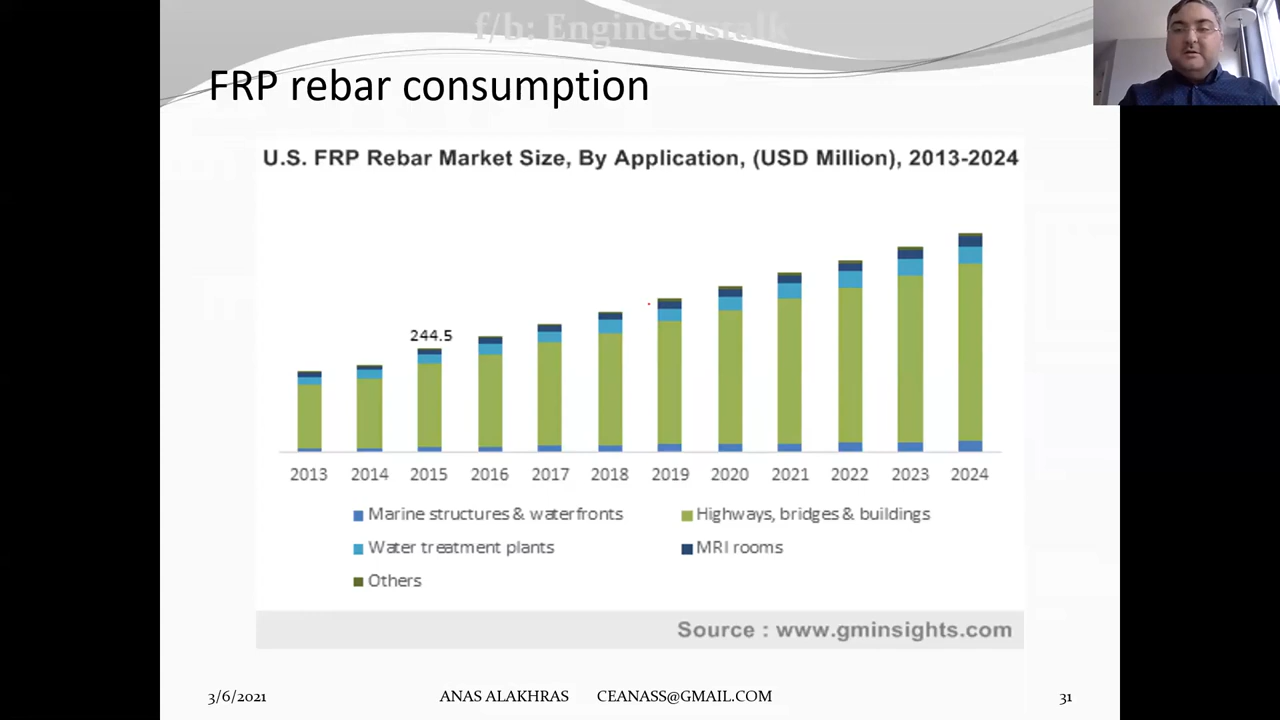 f/b: Engineerstalk
FRP rebar consumption
U.S. FRP Rebar Market Size, By Application, (USD Million), 2013-2024
244.5
2013 2014 2015 2016 2017 2018 2019 2020 2021 2022 2023 2024
Marine structures & waterfronts Highways, bridges & buildings
Water treatment plants MRI rooms
Others
Source : www.gminsights.com
3/6/2021 ANAS ALAKHRAS CEANASS@GMAIL.COM 31